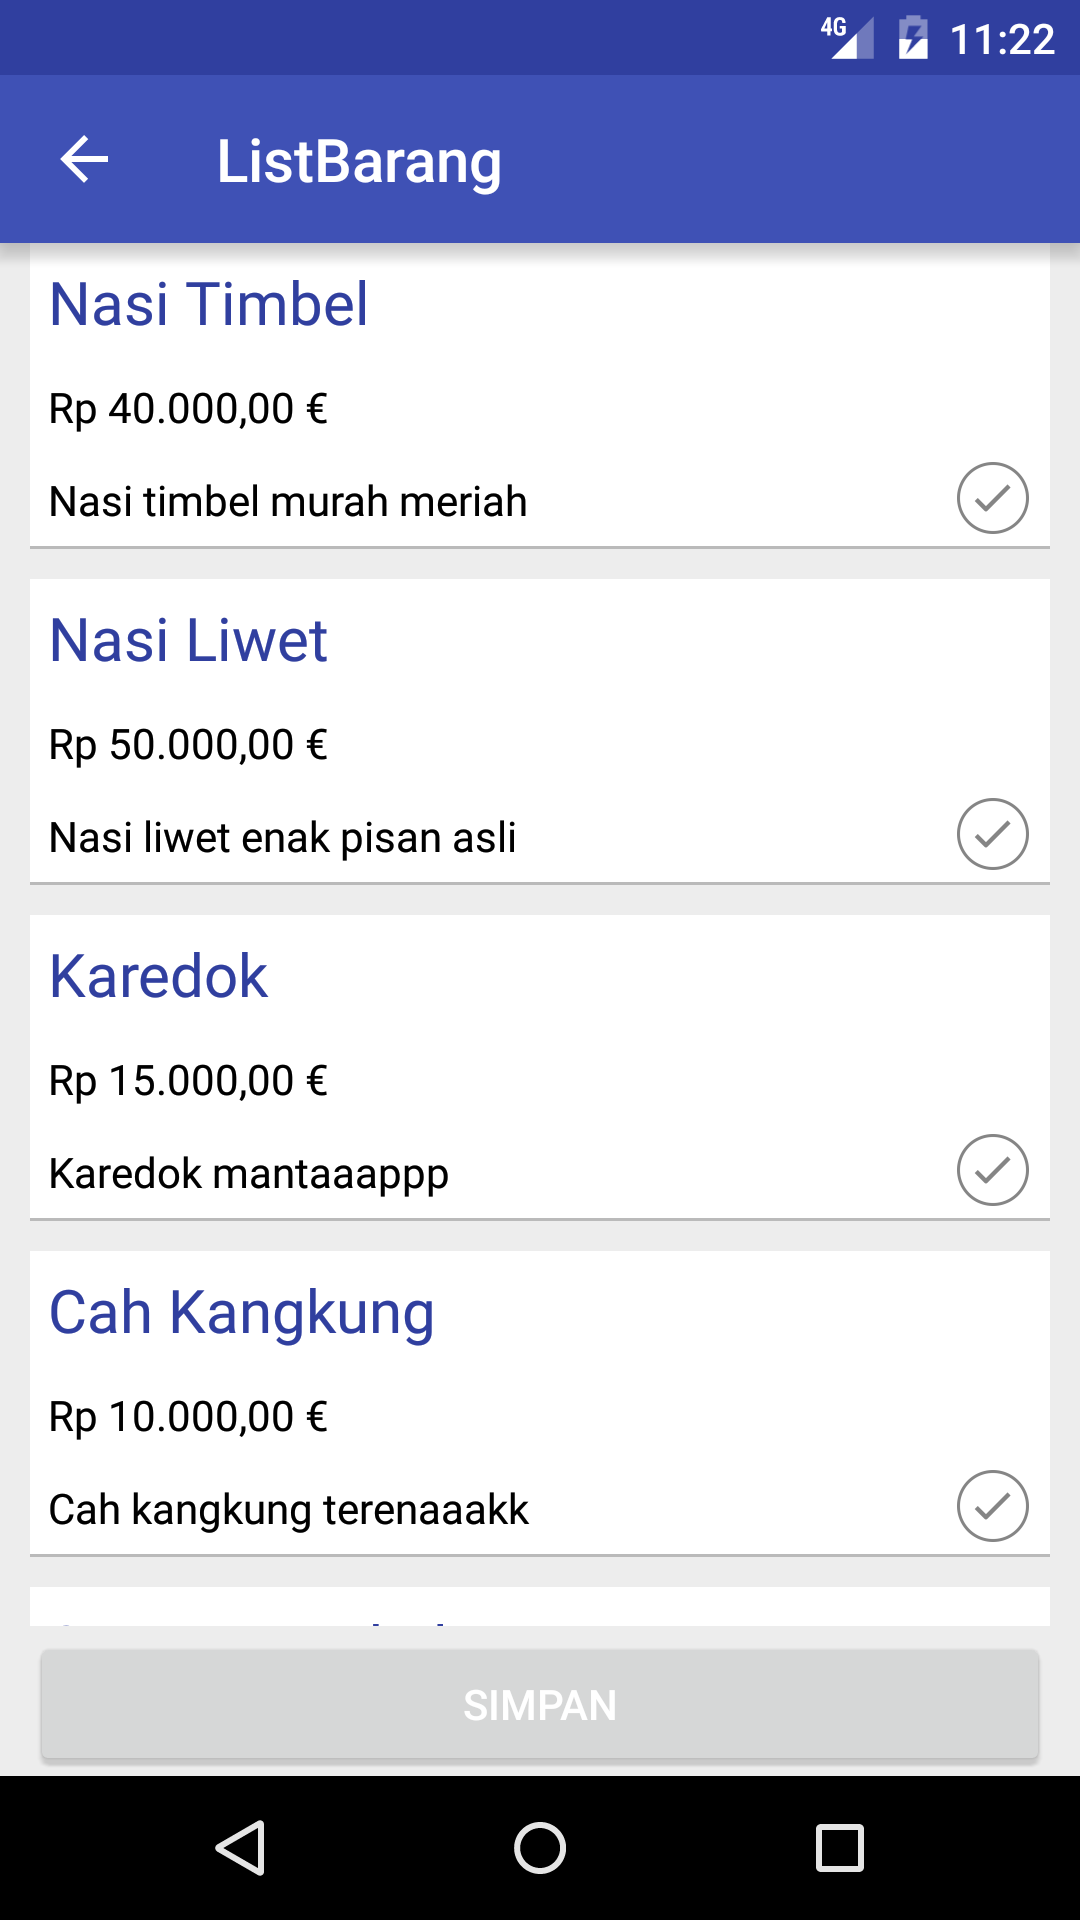 4G 11:22
ListBarang
Nasi Timbel
Rp 40.000,00 €
Nasi timbel murah meriah
Nasi Liwet
Rp 50.000,00 €
Nasi liwet enak pisan asli
Karedok
Rp 15.000,00 €
Karedok mantaaappp
Cah Kangkung
Rp 10.000,00 €
Cah kangkung terenaaakk
SIMPAN